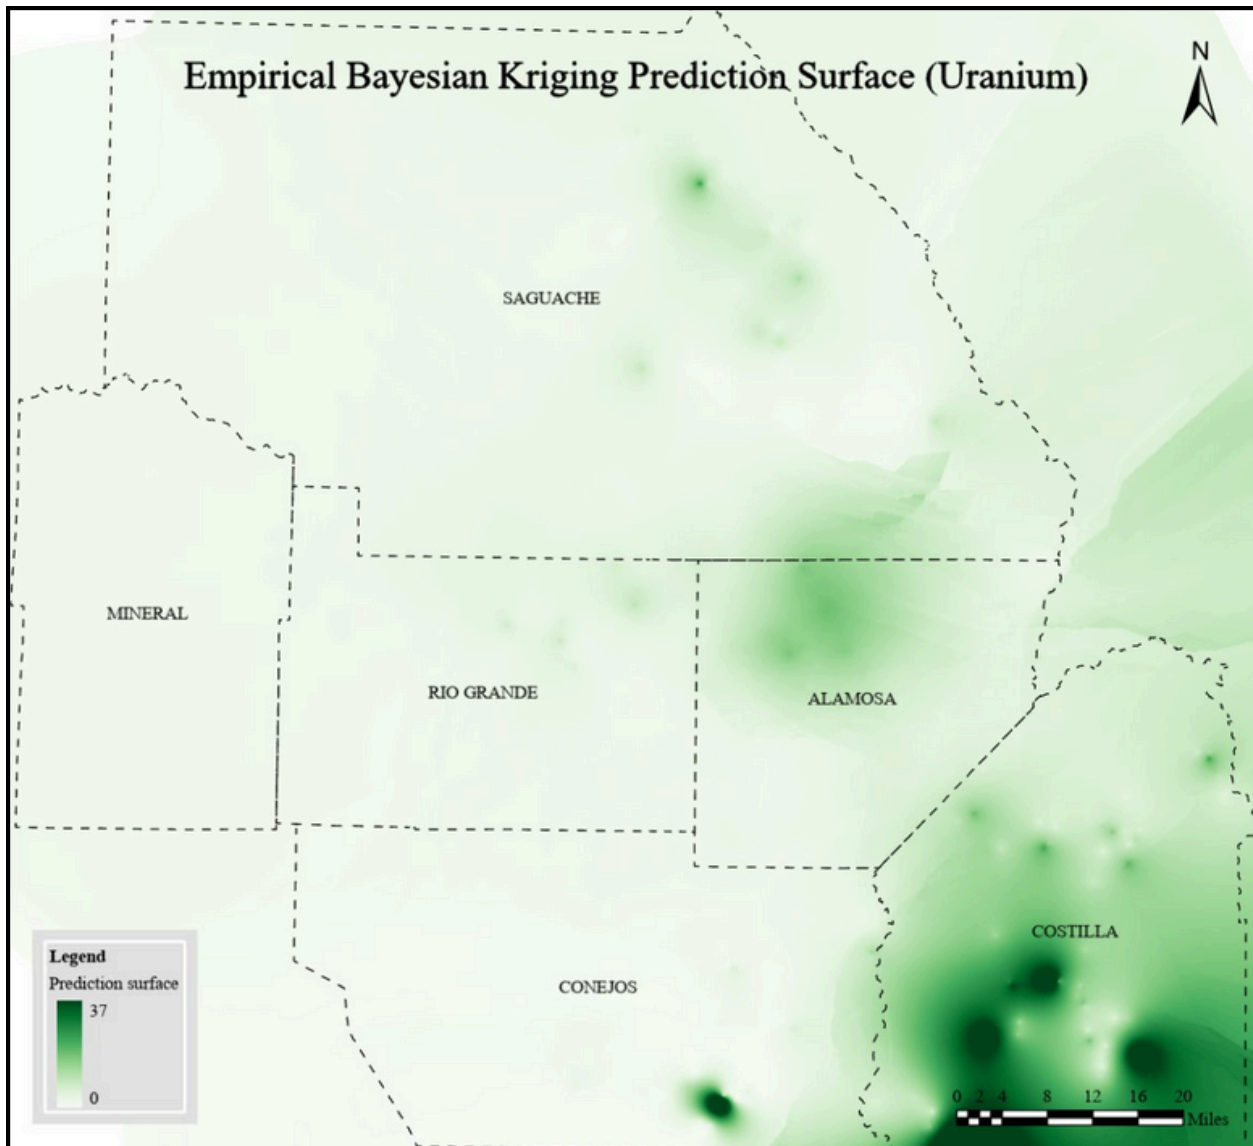 Empirical Bayesian Kriging Prediction Surface (Uranium)
N
SAGUACHE
MINERAL
RIO GRANDE
ALAMOSA
COSTILLA
CONEJOS
Legend
Prediction surface
37
0
0 2 4 8 12 16 20
Miles